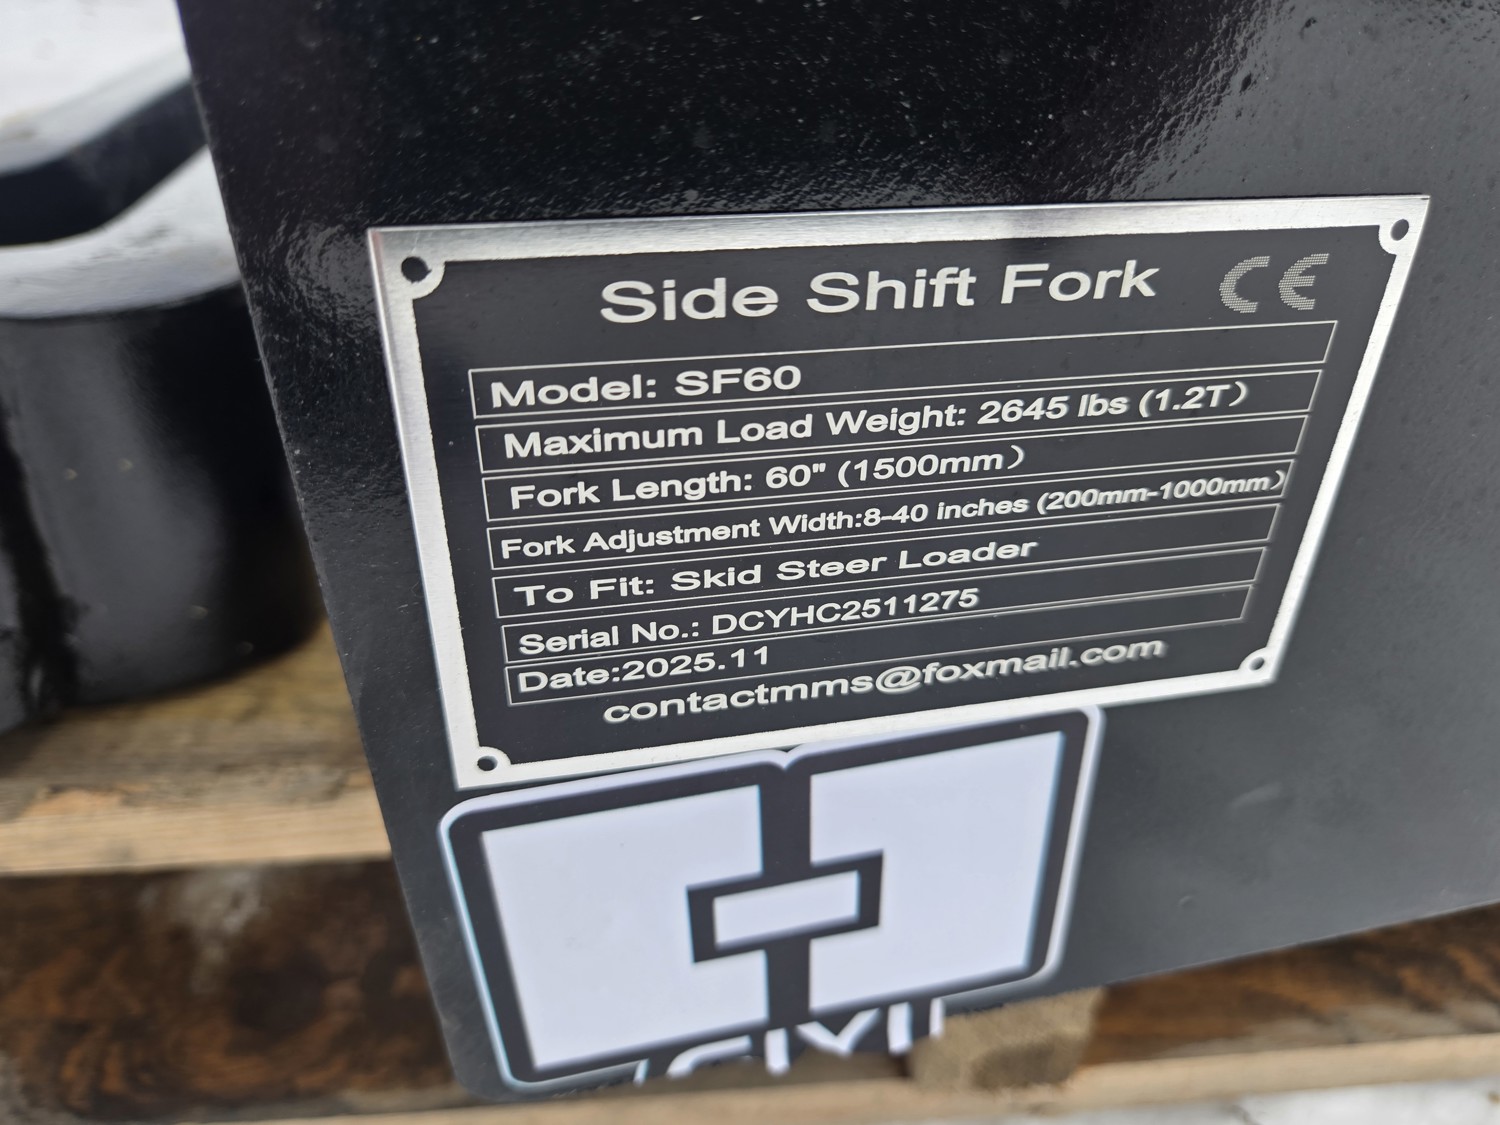 Side Shift Fork CE
Model: SF60
Maximum Load Weight: 2645 lbs (1.2T）
Fork Length: 60" (1500mm）
Fork Adjustment Width:8-40 inches (200mm-1000mm）
To Fit: Skid Steer Loader
Serial No.: DCYHC2511275
Date:2025.11
contactmms@foxmail.com